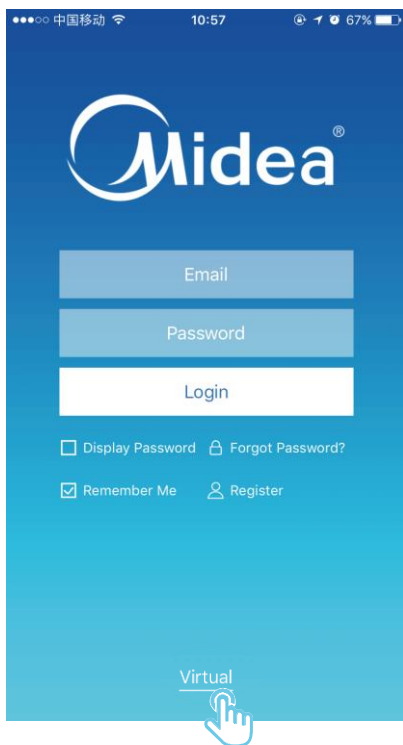 中国移动 10:57 67%
Midea®
Email
Password
Login
Display Password Forgot Password?
Remember Me Register
Virtual